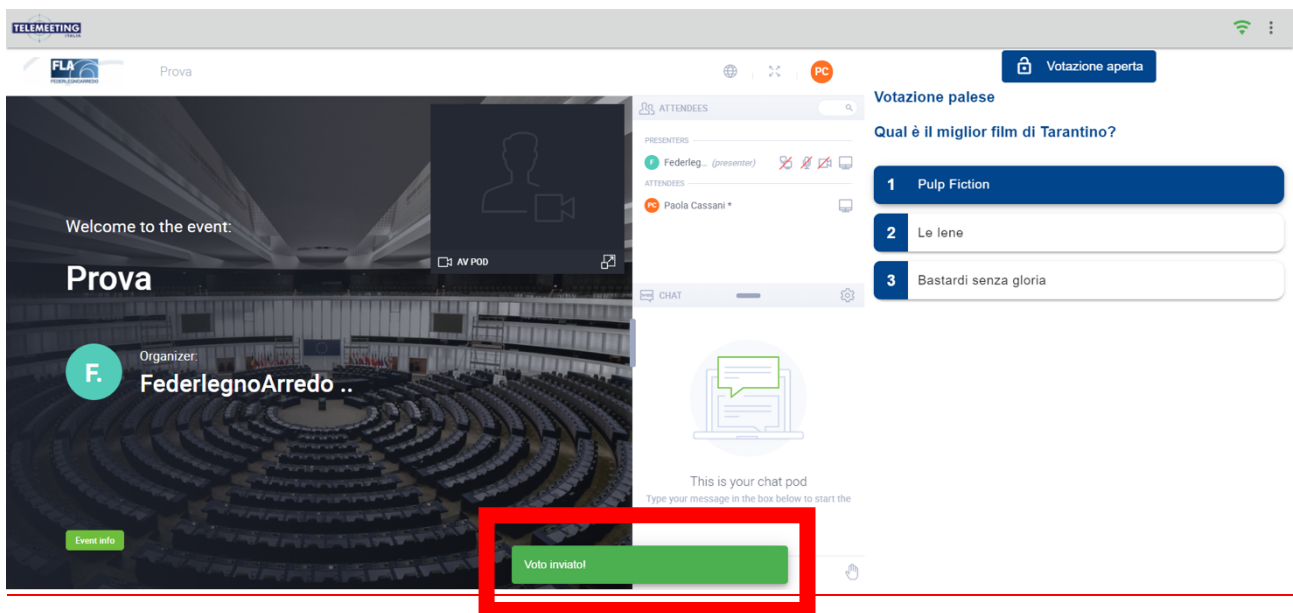 TELEMEETING
ITALIA
FLA
FEDERLEGNOARREDO
Prova
PC
Votazione aperta
Votazione palese
Qual è il miglior film di Tarantino?
1 Pulp Fiction
2 Le Iene
3 Bastardi senza gloria
ATTENDEES
PRESENTERS
F. Federleg... (presenter)
ATTENDEES
PC Paola Cassani *
Welcome to the event:
Prova
AV POD
Organizer:
F. FederlegnoArredo ..
Event info
CHAT
This is your chat pod
Type your message in the box below to start the
Voto inviato!